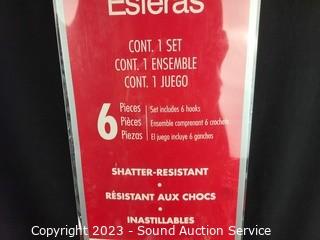 Esferas
CONT. 1 SET
CONT. 1 ENSEMBLE
CONT. 1 JUEGO
6 Pieces | Set includes 6 hooks
Pièces | Ensemble comprenant 6 crochets
Piezas | El juego incluye 6 ganchos
SHATTER-RESISTANT
•
RÉSISTANT AUX CHOCS
•
INASTILLABLES
Copyright 2023 - Sound Auction Service